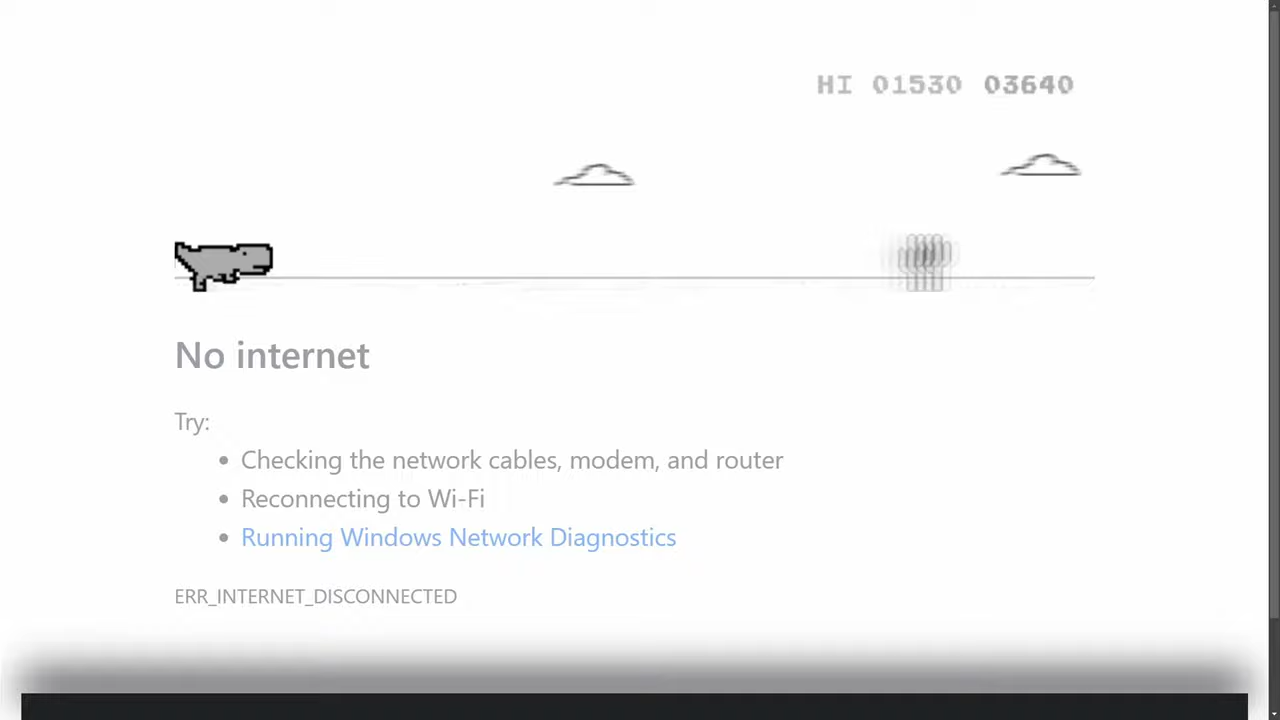 HI 01530 03640
No internet
Try:
• Checking the network cables, modem, and router
• Reconnecting to Wi-Fi
• Running Windows Network Diagnostics
ERR_INTERNET_DISCONNECTED